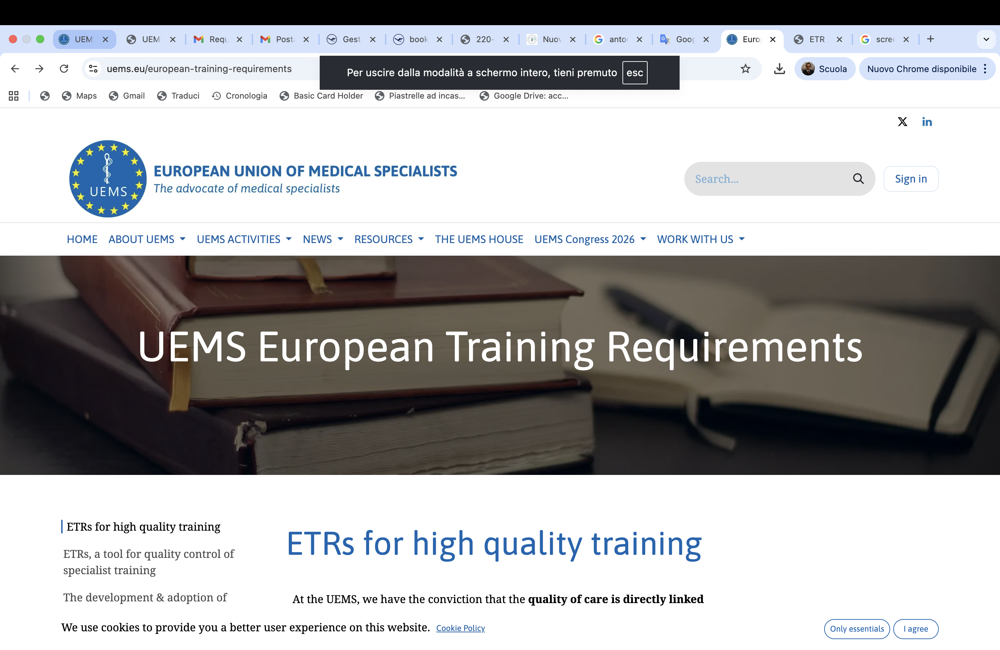 UEM
UEM
Requ
Posta
Gest
book
220-
Nuov
anto
Goog
Euro
ETR
scree
uems.eu/european-training-requirements
Per uscire dalla modalità a schermo intero, tieni premuto esc
Scuola
Nuovo Chrome disponibile
Maps
Gmail
Traduci
Cronologia
Basic Card Holder
Piastrelle ad incas...
Google Drive: acc...
UEMS
EUROPEAN UNION OF MEDICAL SPECIALISTS
The advocate of medical specialists
Search...
Sign in
HOME
ABOUT UEMS
UEMS ACTIVITIES
NEWS
RESOURCES
THE UEMS HOUSE
UEMS Congress 2026
WORK WITH US
UEMS European Training Requirements
ETRs for high quality training
ETRs, a tool for quality control of
specialist training
The development & adoption of
ETRs for high quality training
At the UEMS, we have the conviction that the quality of care is directly linked
We use cookies to provide you a better user experience on this website. Cookie Policy
Only essentials
I agree